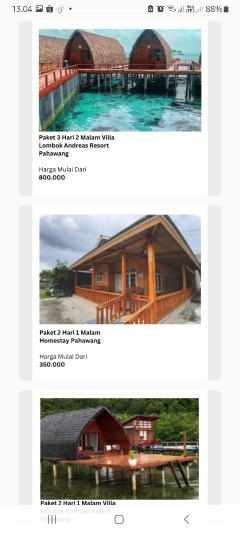 13.04
88%
Paket 3 Hari 2 Malam Villa
Lombok Andreas Resort
Pahawang
Harga Mulai Dari
800.000
Paket 2 Hari 1 Malam
Homestay Pahawang
Harga Mulai Dari
350.000
Paket 2 Hari 1 Malam Villa
Lombok Andreas Resort